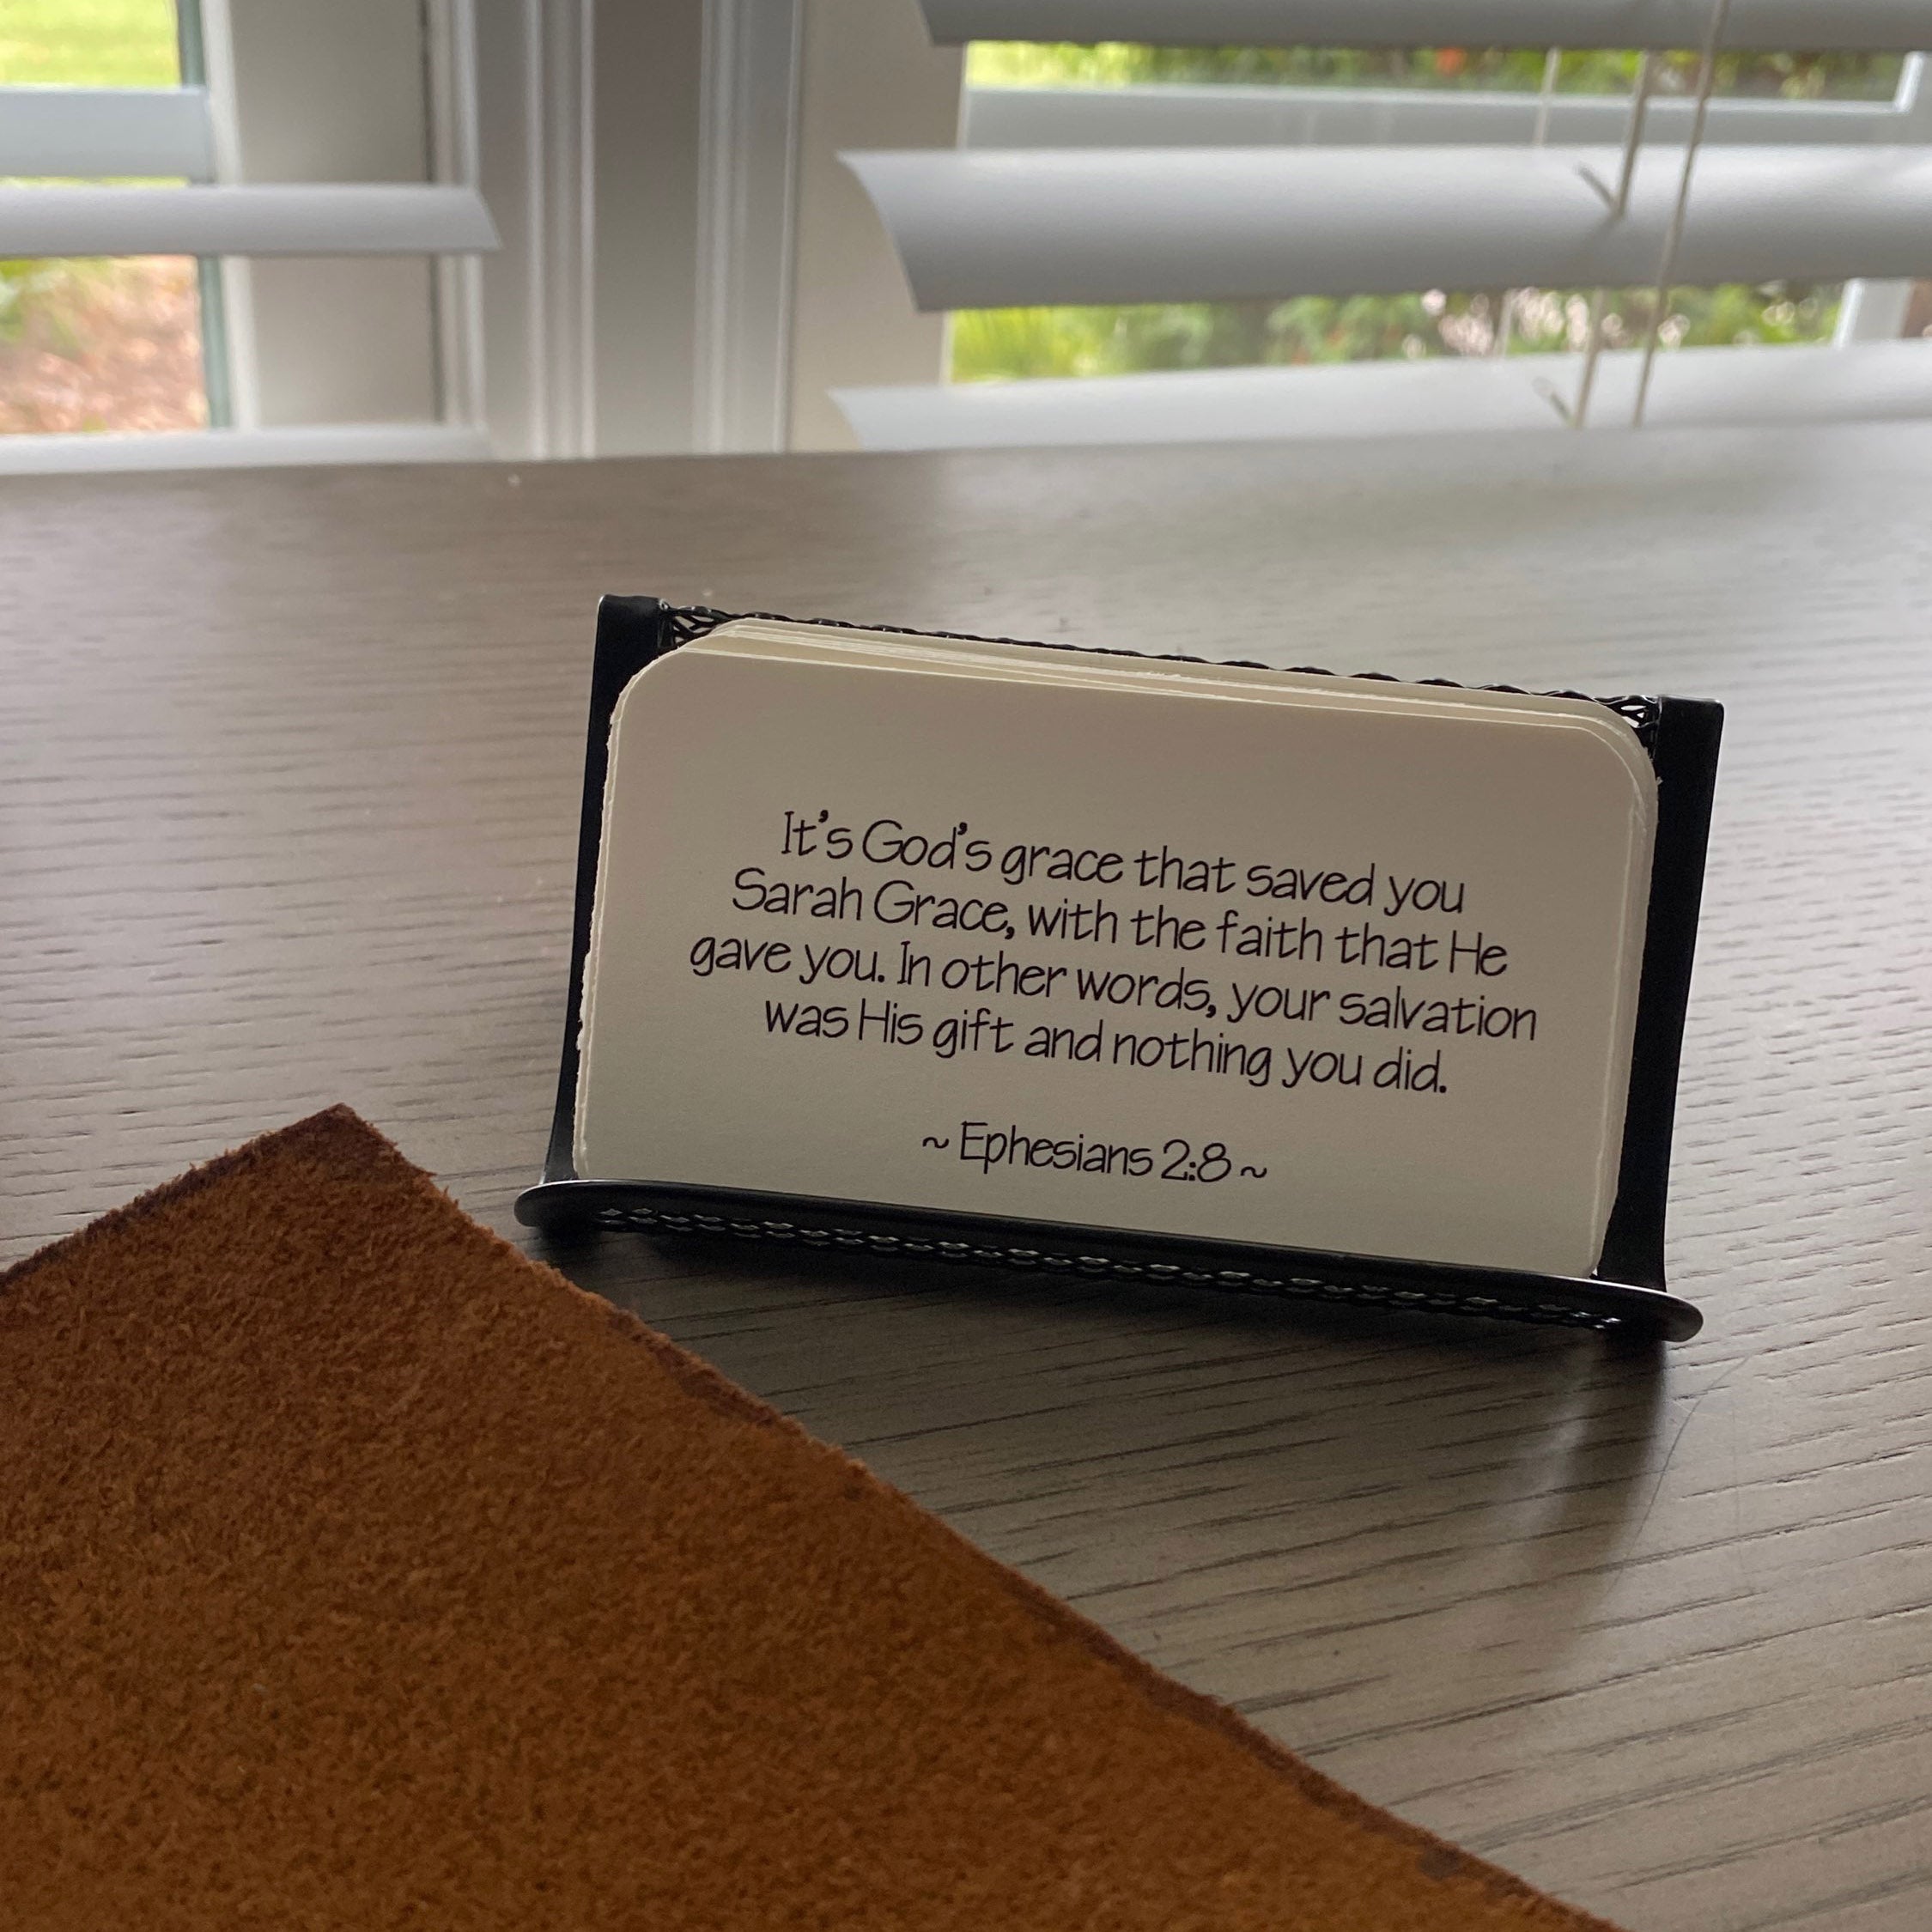 It's God's grace that saved you
Sarah Grace, with the faith that He
gave you. In other words, your salvation
was His gift and nothing you did.
~ Ephesians 2:8 ~